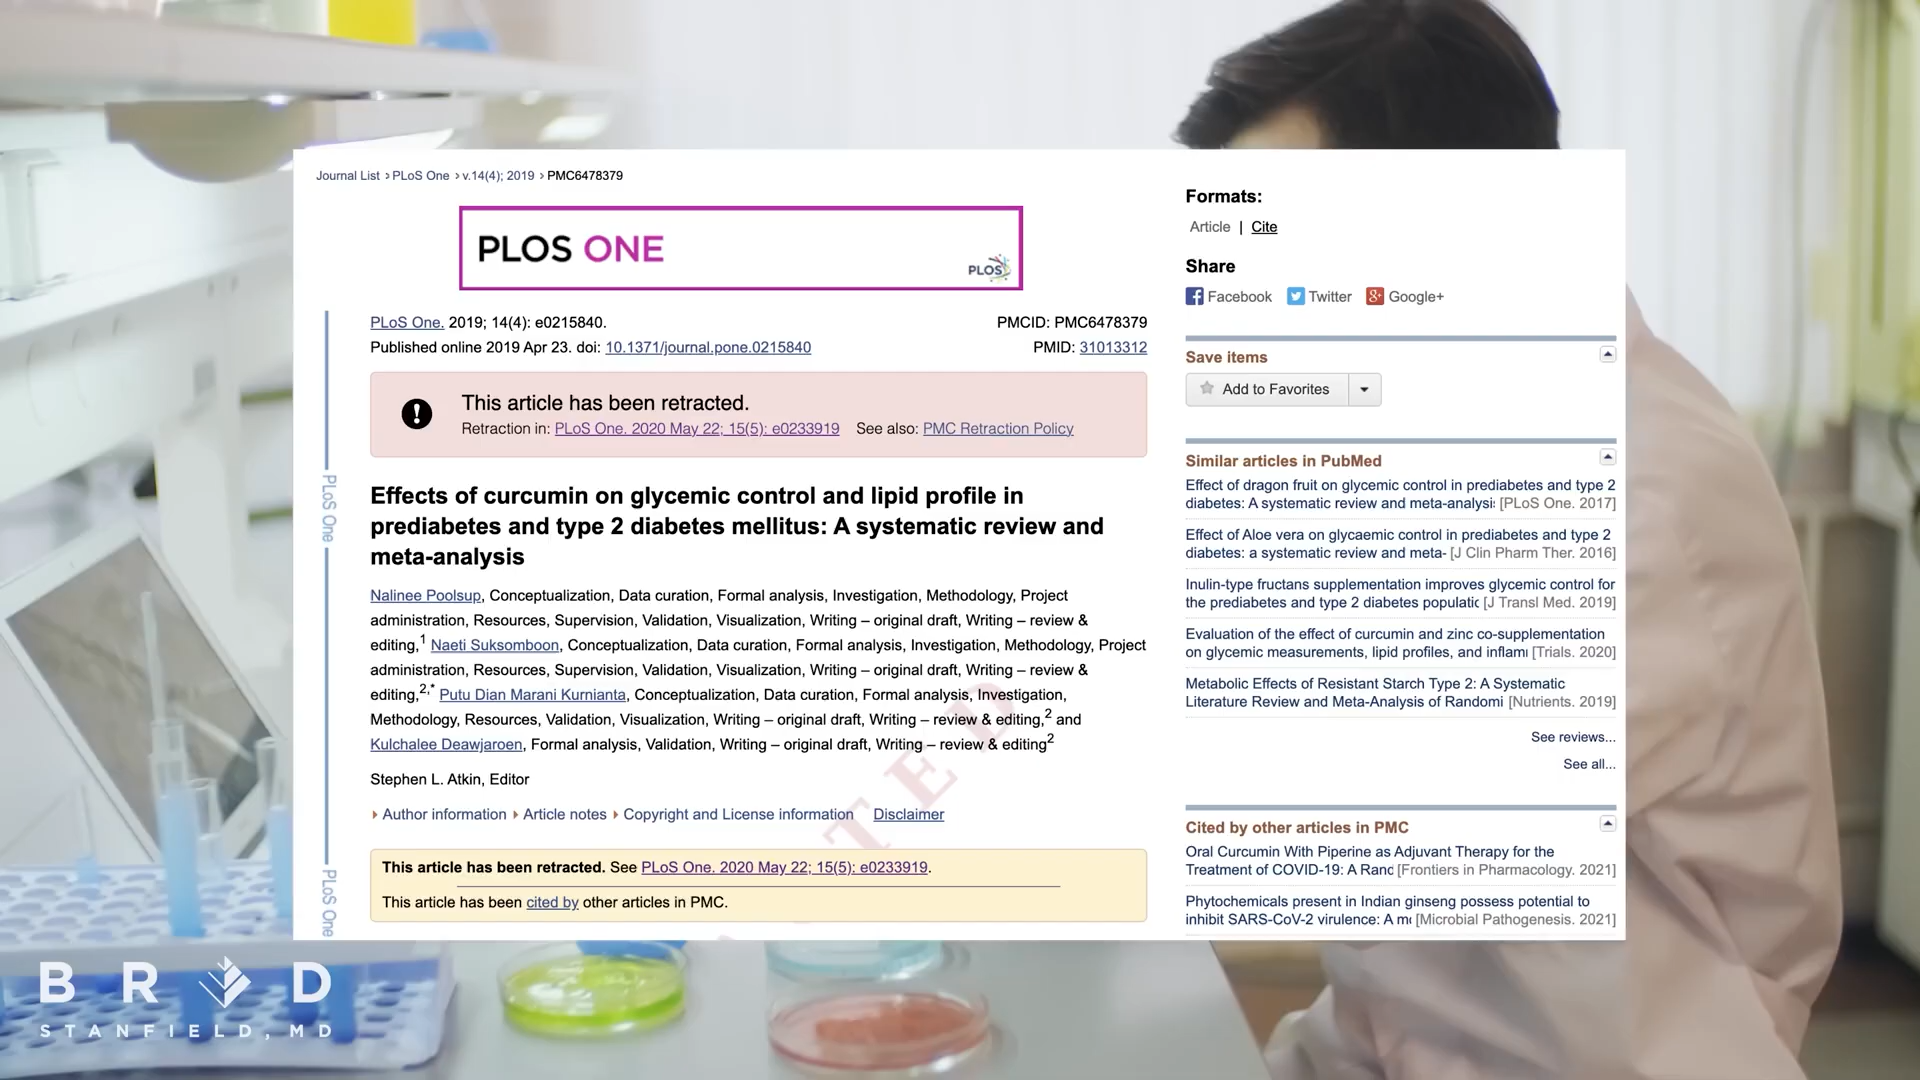 Journal List › PLoS One › v.14(4); 2019 › PMC6478379
PLOS ONE
PLOS
PLoS One. 2019; 14(4): e0215840.
PMCID: PMC6478379
Published online 2019 Apr 23. doi: 10.1371/journal.pone.0215840
PMID: 31013312
This article has been retracted.
Retraction in: PLoS One. 2020 May 22; 15(5): e0233919 See also: PMC Retraction Policy
Effects of curcumin on glycemic control and lipid profile in
prediabetes and type 2 diabetes mellitus: A systematic review and
meta-analysis
Nalinee Poolsup, Conceptualization, Data curation, Formal analysis, Investigation, Methodology, Project
administration, Resources, Supervision, Validation, Visualization, Writing – original draft, Writing – review &
editing,1 Naeti Suksomboon, Conceptualization, Data curation, Formal analysis, Investigation, Methodology, Project
administration, Resources, Supervision, Validation, Visualization, Writing – original draft, Writing – review &
editing,2,* Putu Dian Marani Kurnianta, Conceptualization, Data curation, Formal analysis, Investigation,
Methodology, Resources, Validation, Visualization, Writing – original draft, Writing – review & editing,2 and
Kulchalee Deawjaroen, Formal analysis, Validation, Writing – original draft, Writing – review & editing2
Stephen L. Atkin, Editor
Author information Article notes Copyright and License information Disclaimer
This article has been retracted. See PLoS One. 2020 May 22; 15(5): e0233919.
This article has been cited by other articles in PMC.
TED
PLoS One
PLoS One
Formats:
Article | Cite
Share
Facebook Twitter Google+
Save items
Add to Favorites
Similar articles in PubMed
Effect of dragon fruit on glycemic control in prediabetes and type 2
diabetes: A systematic review and meta-analysis [PLoS One. 2017]
Effect of Aloe vera on glycaemic control in prediabetes and type 2
diabetes: a systematic review and meta- [J Clin Pharm Ther. 2016]
Inulin-type fructans supplementation improves glycemic control for
the prediabetes and type 2 diabetes populatic [J Transl Med. 2019]
Evaluation of the effect of curcumin and zinc co-supplementation
on glycemic measurements, lipid profiles, and inflami [Trials. 2020]
Metabolic Effects of Resistant Starch Type 2: A Systematic
Literature Review and Meta-Analysis of Randomi [Nutrients. 2019]
See reviews...
See all...
Cited by other articles in PMC
Oral Curcumin With Piperine as Adjuvant Therapy for the
Treatment of COVID-19: A Ranc [Frontiers in Pharmacology. 2021]
Phytochemicals present in Indian ginseng possess potential to
inhibit SARS-CoV-2 virulence: A mo [Microbial Pathogenesis. 2021]
BRAD
STANFIELD, MD